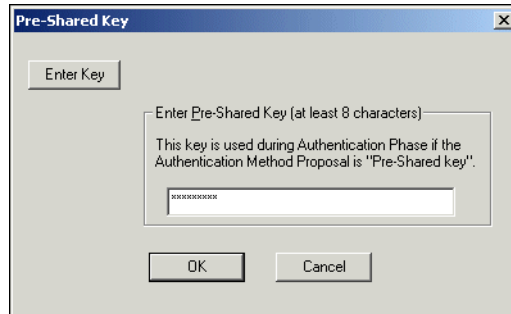 Pre-Shared Key
Enter Key
Enter Pre-Shared Key (at least 8 characters)
This key is used during Authentication Phase if the
Authentication Method Proposal is "Pre-Shared key".
*********
OK
Cancel